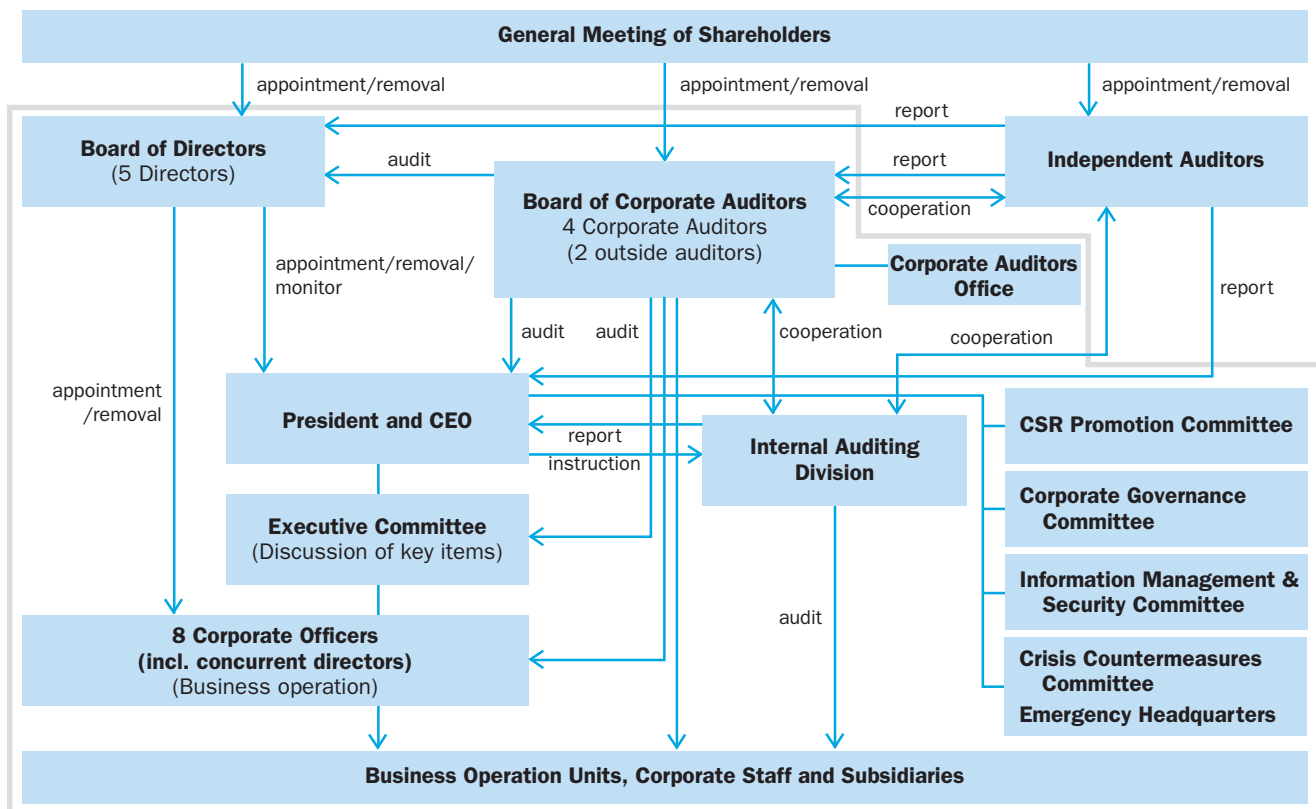 General Meeting of Shareholders
appointment/removal
appointment/removal
appointment/removal
report
Board of Directors
(5 Directors)
audit
report
Independent Auditors
Board of Corporate Auditors
4 Corporate Auditors
(2 outside auditors)
cooperation
Corporate Auditors
Office
appointment/removal/
monitor
report
audit
audit
cooperation
cooperation
appointment
/removal
President and CEO
report
instruction
Internal Auditing
Division
CSR Promotion Committee
Corporate Governance
Committee
Executive Committee
(Discussion of key items)
Information Management &
Security Committee
audit
8 Corporate Officers
(incl. concurrent directors)
(Business operation)
Crisis Countermeasures
Committee
Emergency Headquarters
Business Operation Units, Corporate Staff and Subsidiaries